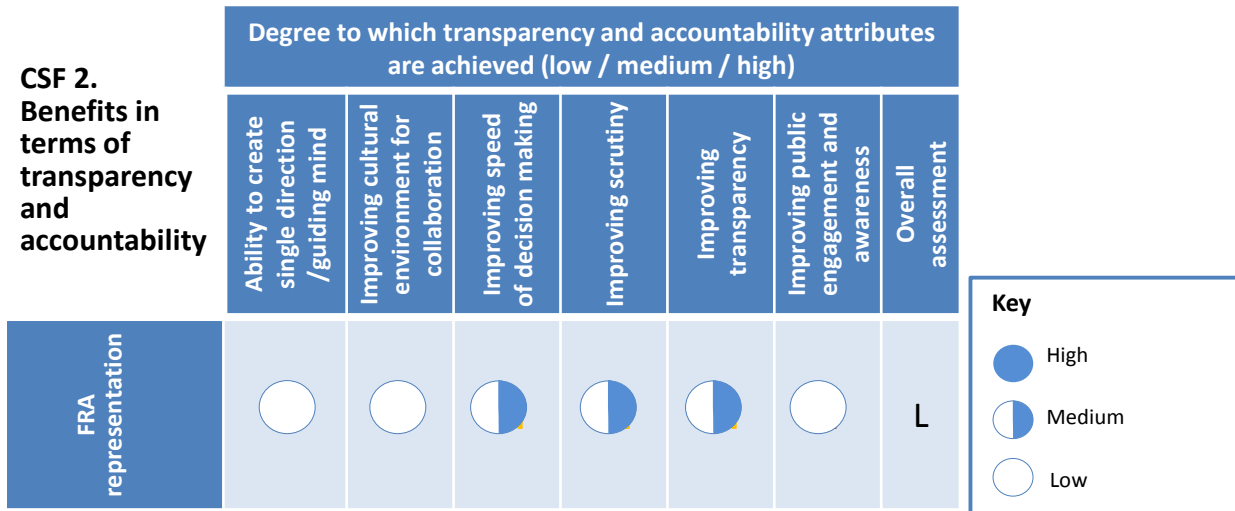 Degree to which transparency and accountability attributes
are achieved (low / medium / high)
CSF 2.
Benefits in
terms of
transparency
and
accountability
Ability to create
single direction
/guiding mind
Improving cultural
environment for
collaboration
Improving speed
of decision making
Improving scrutiny
Improving
transparency
Improving public
engagement and
awareness
Overall
assessment
FRA
representation
L
Key
High
Medium
Low